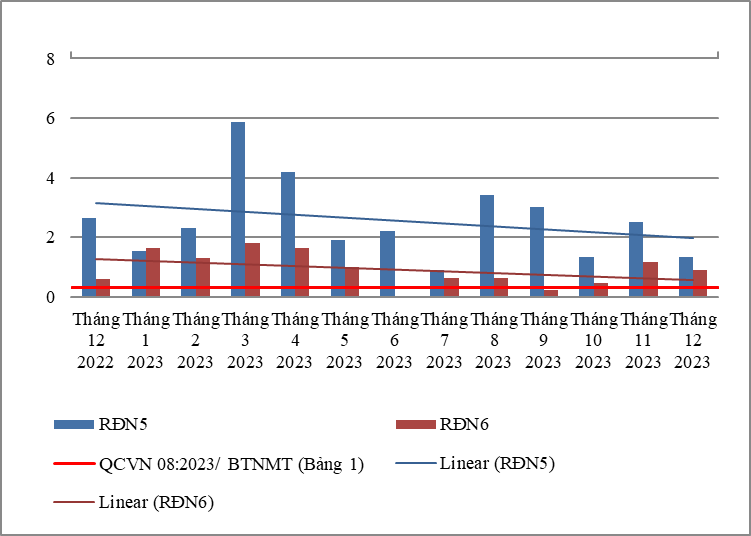 8
6
4
2
0
Tháng Tháng Tháng Tháng Tháng Tháng Tháng Tháng Tháng Tháng Tháng Tháng Tháng
12 1 2 3 4 5 6 7 8 9 10 11 12
2022 2023 2023 2023 2023 2023 2023 2023 2023 2023 2023 2023 2023
RĐN5 RĐN6
QCVN 08:2023/ BTNMT (Bảng 1) Linear (RĐN5)
Linear (RĐN6)